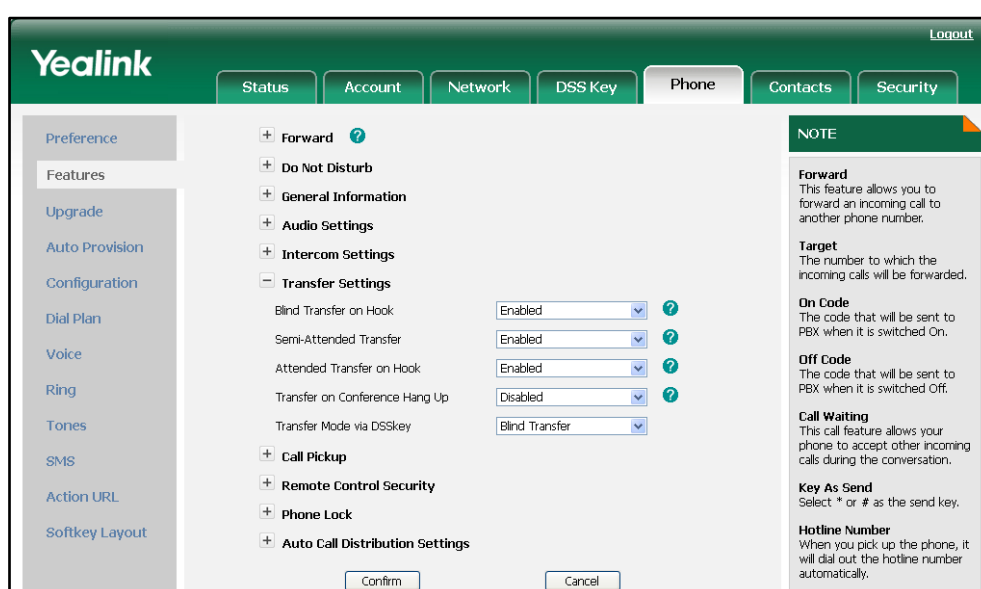 Logout
Yealink
Status Account Network DSS Key Phone Contacts Security
Preference
Features
Upgrade
Auto Provision
Configuration
Dial Plan
Voice
Ring
Tones
SMS
Action URL
Softkey Layout
+ Forward ?
+ Do Not Disturb
+ General Information
+ Audio Settings
+ Intercom Settings
− Transfer Settings
Blind Transfer on Hook Enabled ?
Semi-Attended Transfer Enabled ?
Attended Transfer on Hook Enabled ?
Transfer on Conference Hang Up Disabled ?
Transfer Mode via DSSkey Blind Transfer
+ Call Pickup
+ Remote Control Security
+ Phone Lock
+ Auto Call Distribution Settings
Confirm Cancel
NOTE
Forward
This feature allows you to
forward an incoming call to
another phone number.
Target
The number to which the
incoming calls will be forwarded.
On Code
The code that will be sent to
PBX when it is switched On.
Off Code
The code that will be sent to
PBX when it is switched Off.
Call Waiting
This call feature allows your
phone to accept other incoming
calls during the conversation.
Key As Send
Select * or # as the send key.
Hotline Number
When you pick up the phone, it
will dial out the hotline number
automatically.